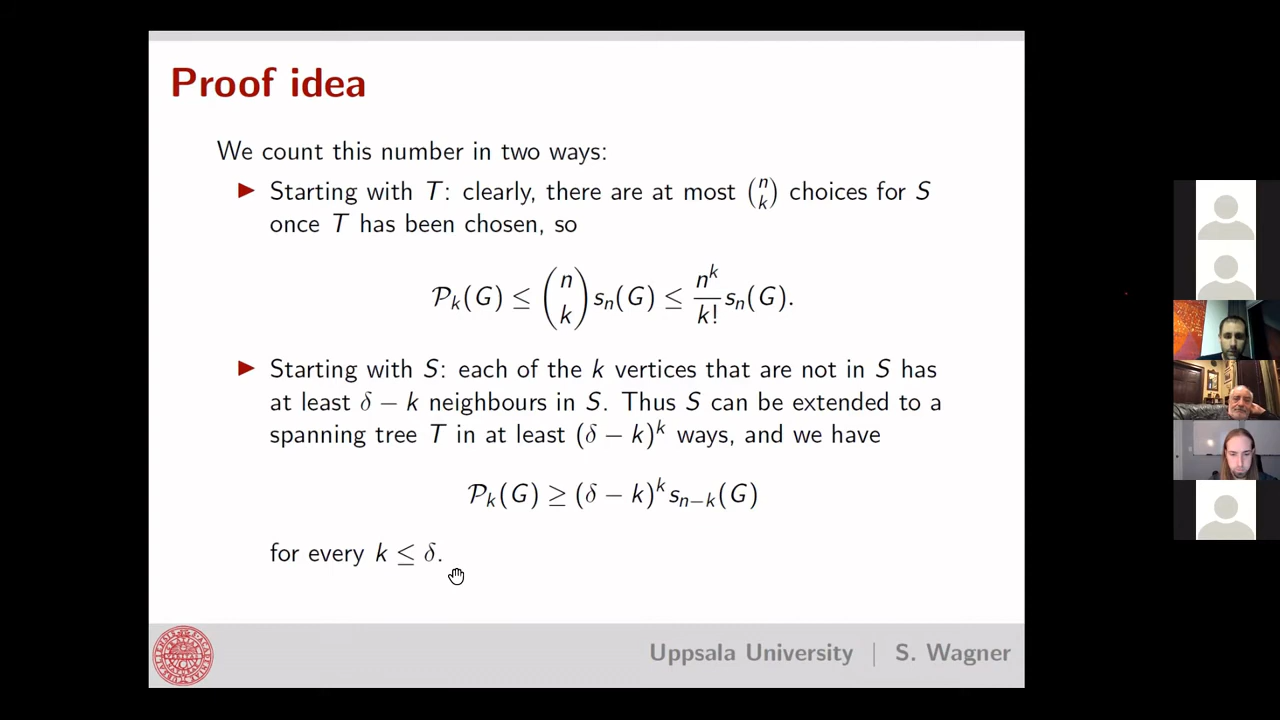 Proof idea
We count this number in two ways:
▶ Starting with T: clearly, there are at most (n k) choices for S
once T has been chosen, so
𝒫ₖ(G) ≤ (n k) sₙ(G) ≤ nᵏ/k! sₙ(G).
▶ Starting with S: each of the k vertices that are not in S has
at least δ − k neighbours in S. Thus S can be extended to a
spanning tree T in at least (δ − k)ᵏ ways, and we have
𝒫ₖ(G) ≥ (δ − k)ᵏ sₙ₋ₖ(G)
for every k ≤ δ.
Uppsala University | S. Wagner